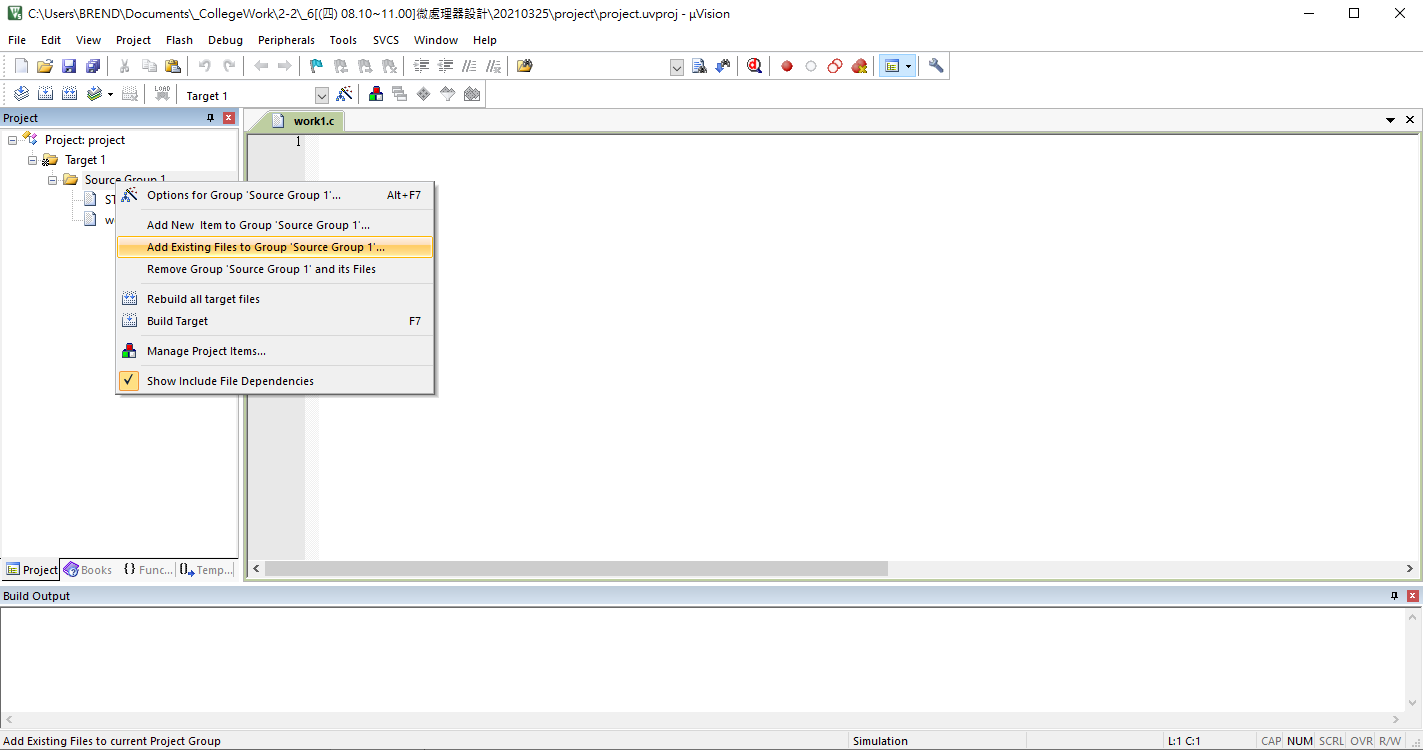 C:\Users\BREND\Documents\_CollegeWork\2-2\_6[(四) 08.10~11.00]微處理器設計\20210325\project\project.uvproj - µVision
File Edit View Project Flash Debug Peripherals Tools SVCS Window Help
LOAD Target 1
Project
work1.c
Project: project
1
Target 1
Source Group 1
Options for Group 'Source Group 1'... Alt+F7
ST
Add New Item to Group 'Source Group 1'...
Add Existing Files to Group 'Source Group 1'...
Remove Group 'Source Group 1' and its Files
Rebuild all target files
Build Target F7
Manage Project Items...
Show Include File Dependencies
Project Books {} Func... Temp...
Build Output
Add Existing Files to current Project Group Simulation L:1 C:1 CAP NUM SCRL OVR R/W